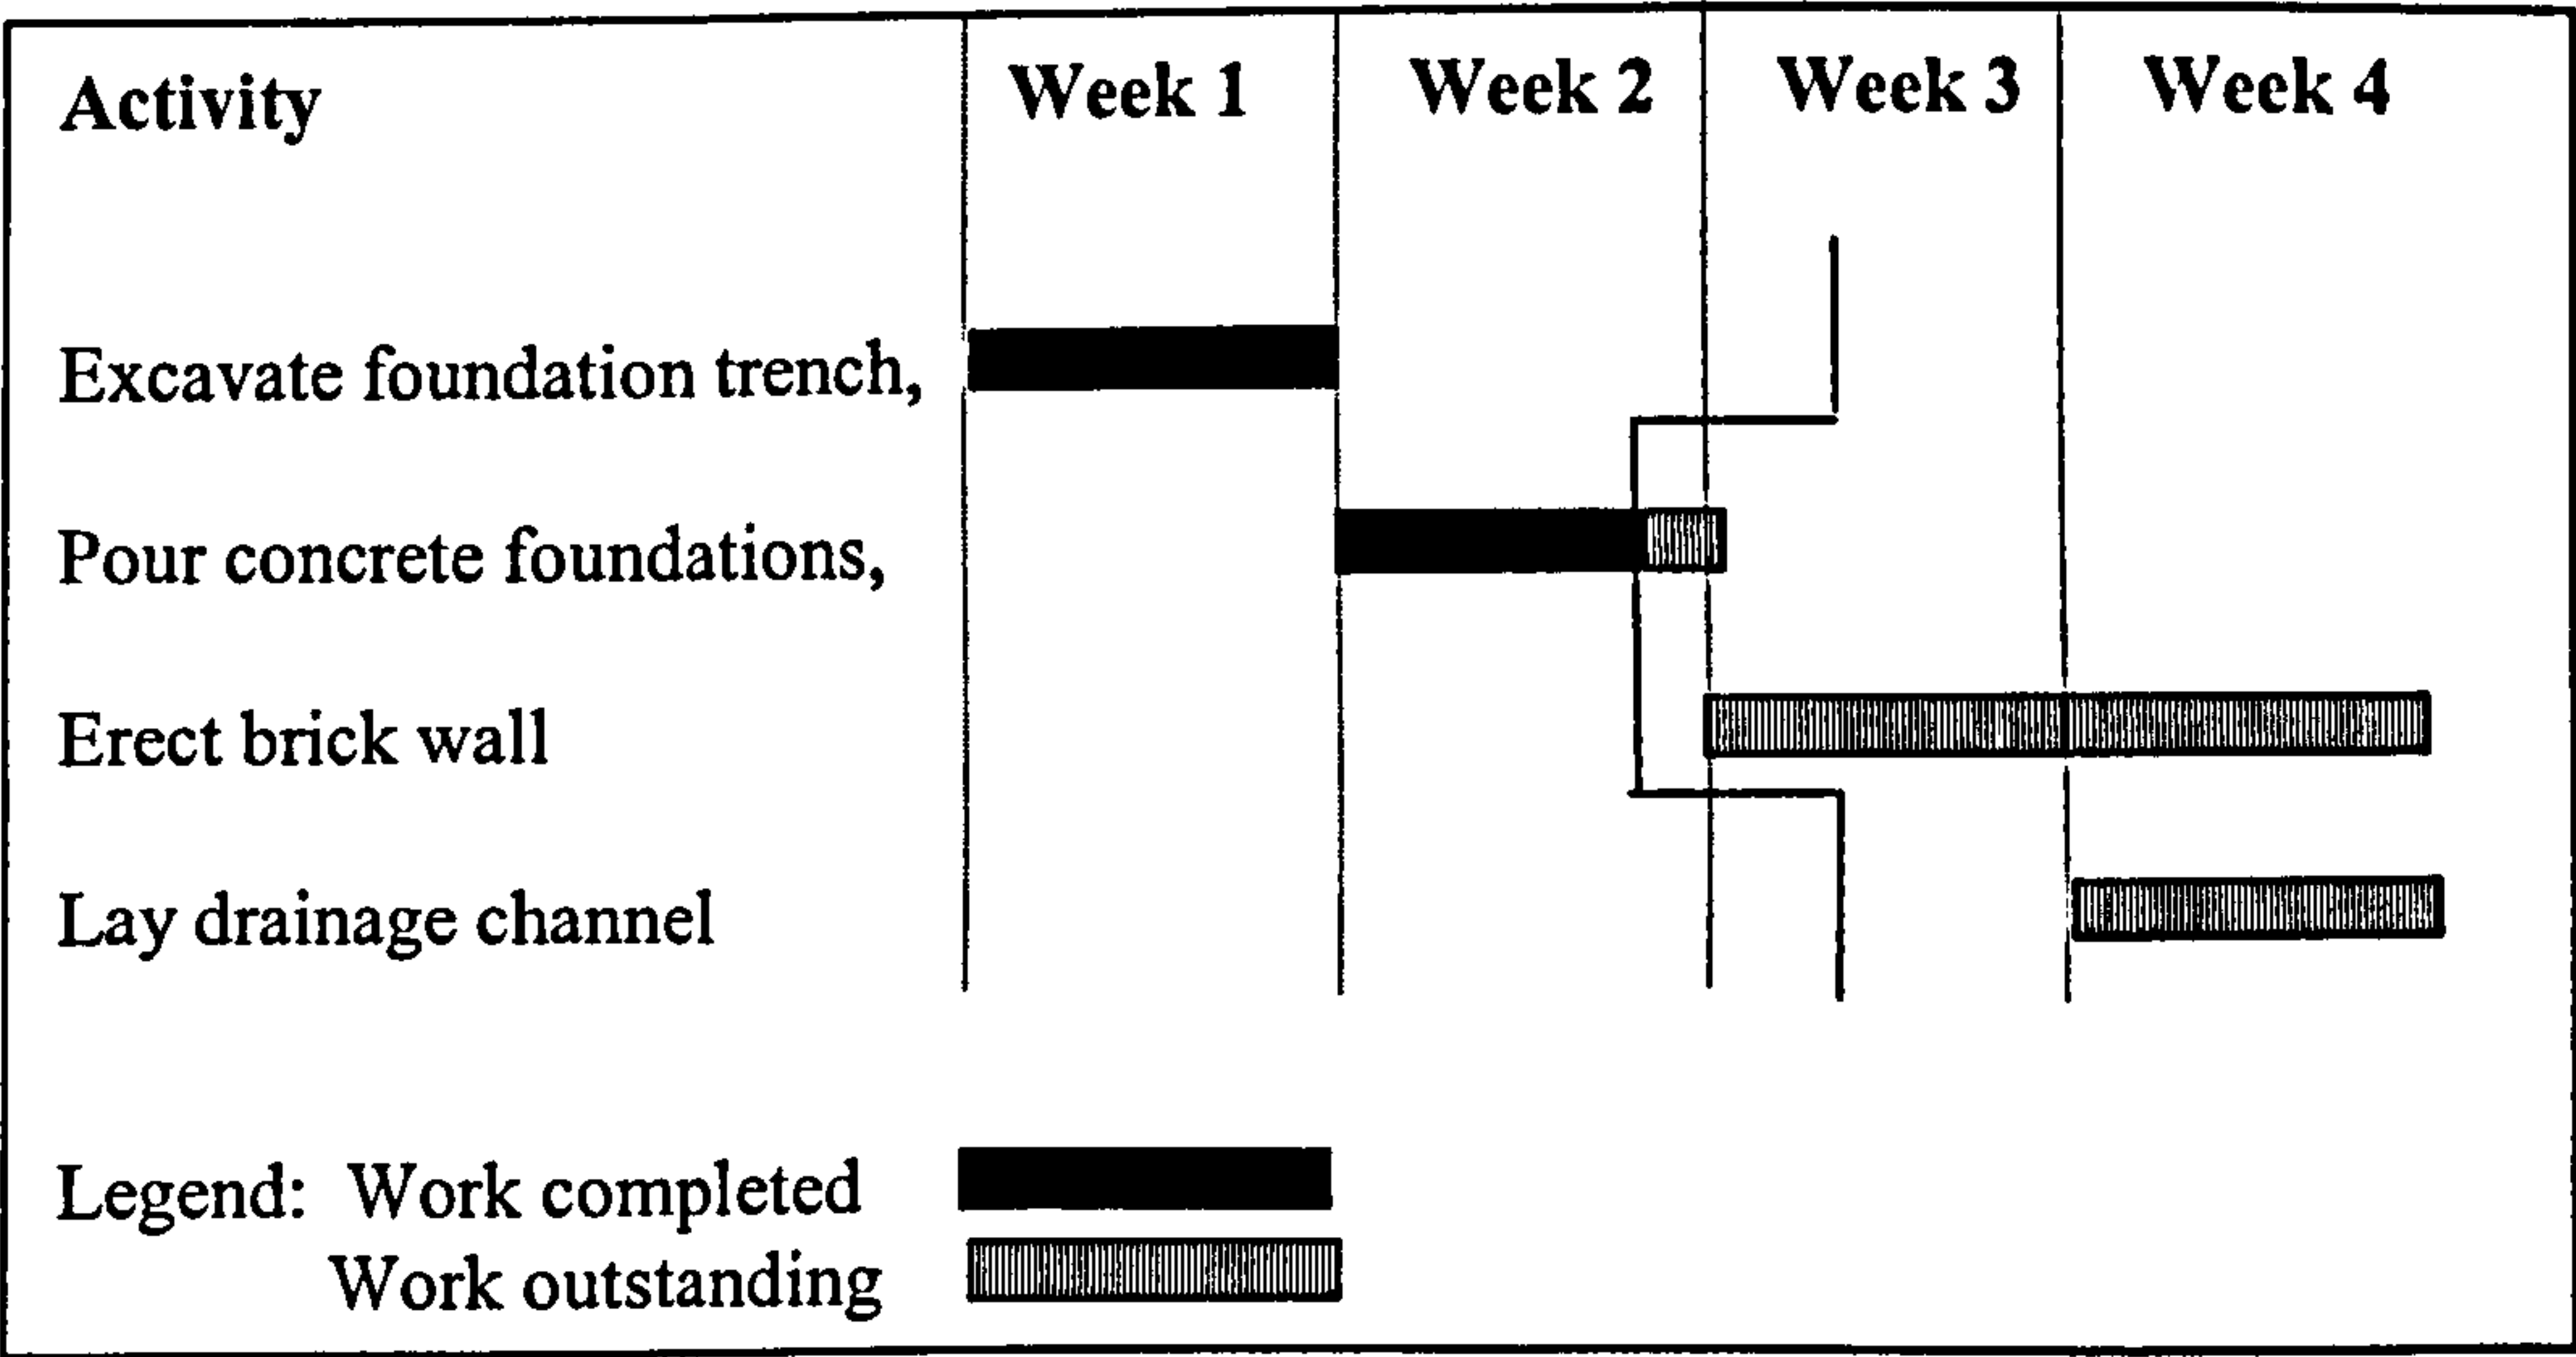 Activity Week 1 Week 2 Week 3 Week 4
Excavate foundation trench,
Pour concrete foundations,
Erect brick wall
Lay drainage channel
Legend: Work completed
Work outstanding